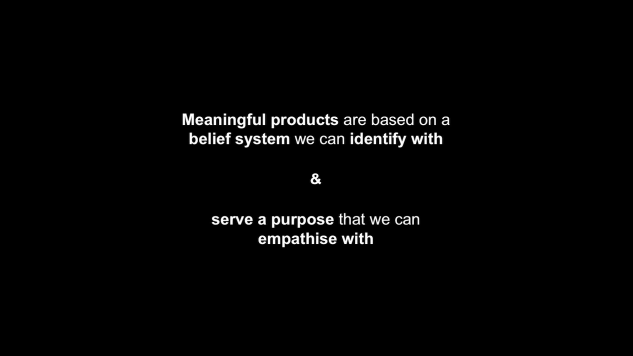 Meaningful products are based on a
belief system we can identify with
&
serve a purpose that we can
empathise with